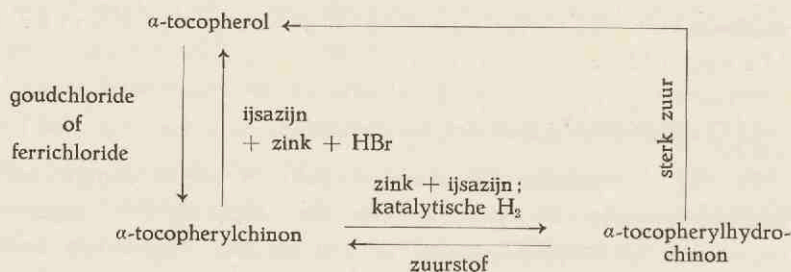 α-tocopherol
goudchloride
of
ferrichloride
ijsazijn
+ zink + HBr
sterk zuur
zink + ijsazijn;
katalytische H₂
α-tocopherylchinon
α-tocopherylhydro-
chinon
zuurstof